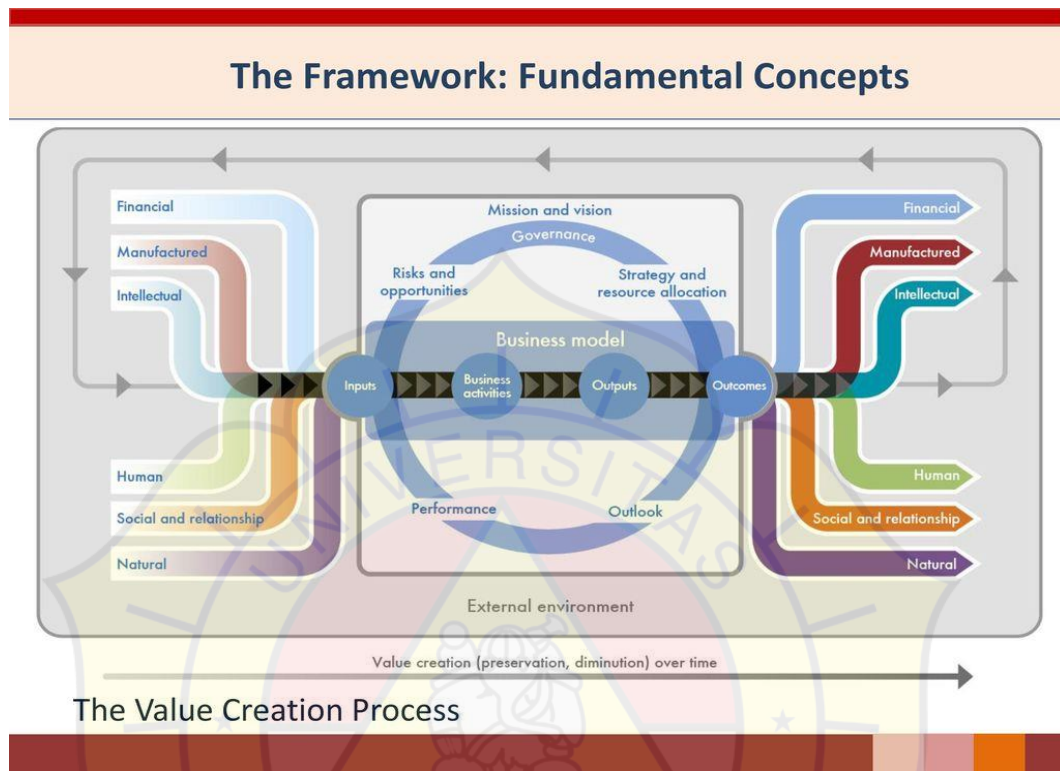 The Framework: Fundamental Concepts
Financial
Manufactured
Intellectual
Human
Social and relationship
Natural
Mission and vision
Governance
Risks and
opportunities
Strategy and
resource allocation
Business model
Inputs
Business
activities
Outputs
Outcomes
Performance
Outlook
Financial
Manufactured
Intellectual
Human
Social and relationship
Natural
External environment
Value creation (preservation, diminution) over time
The Value Creation Process
UNIVERSITAS